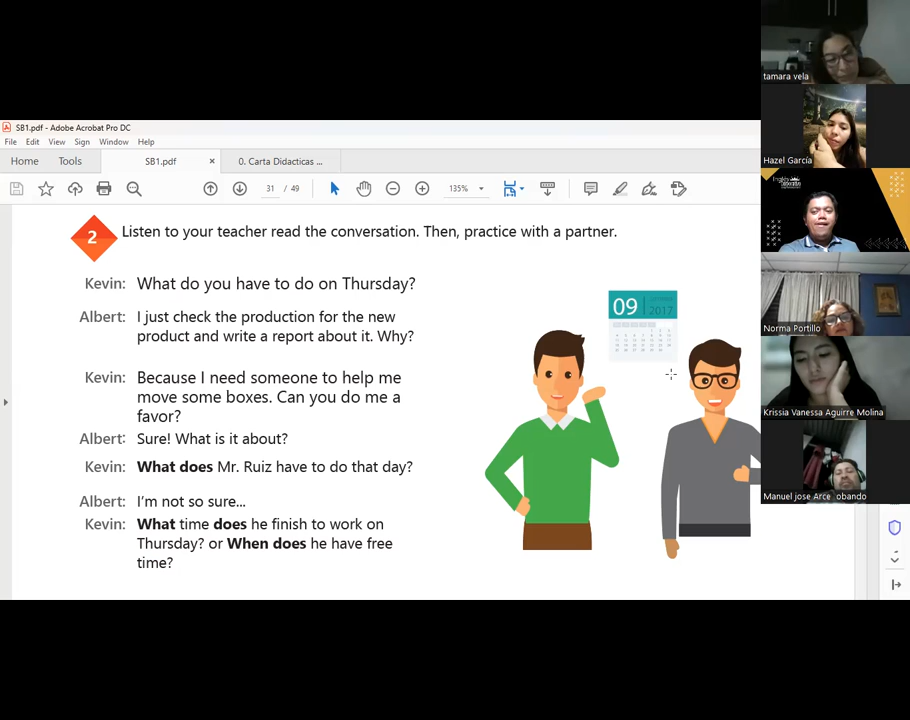 SB1.pdf - Adobe Acrobat Pro DC
File Edit View Sign Window Help
Home Tools SB1.pdf × 0. Carta Didacticas ...
31 / 49 135%
2 Listen to your teacher read the conversation. Then, practice with a partner.
Kevin: What do you have to do on Thursday?
Albert: I just check the production for the new
product and write a report about it. Why?
Kevin: Because I need someone to help me
move some boxes. Can you do me a
favor?
Albert: Sure! What is it about?
Kevin: What does Mr. Ruiz have to do that day?
Albert: I'm not so sure...
Kevin: What time does he finish to work on
Thursday? or When does he have free
time?
09
2017
tamara vela
Hazel García
Inglés
Norma Portillo
Krissia Vanessa Aguirre Molina
Manuel jose Arce obando